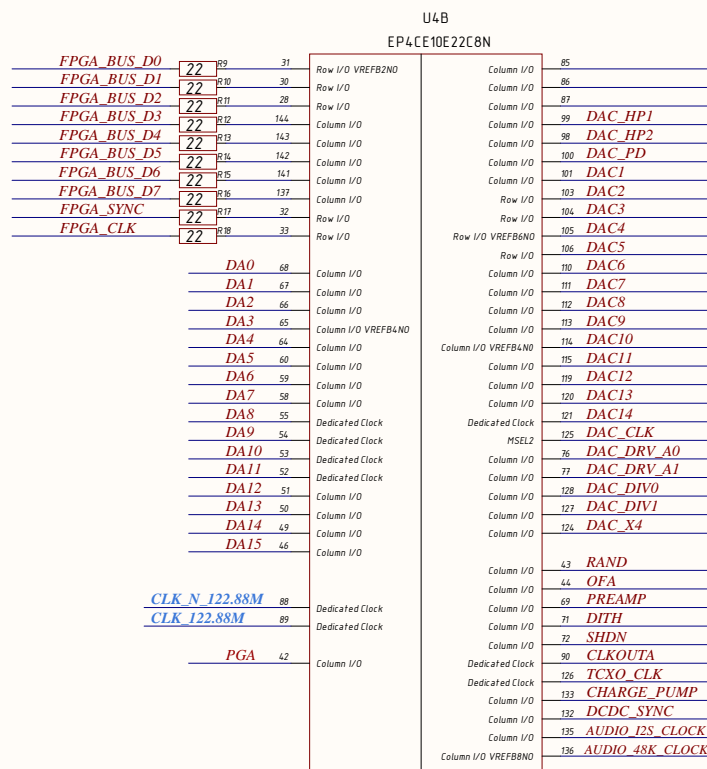 U4B
EP4CE10E22C8N
FPGA_BUS_D0 22 R9 31 Row I/O VREFB2N0 Column I/O 85
FPGA_BUS_D1 22 R10 30 Row I/O Column I/O 86
FPGA_BUS_D2 22 R11 28 Row I/O Column I/O 87
FPGA_BUS_D3 22 R12 144 Column I/O Column I/O 99 DAC_HP1
FPGA_BUS_D4 22 R13 143 Column I/O Column I/O 98 DAC_HP2
FPGA_BUS_D5 22 R14 142 Column I/O Column I/O 100 DAC_PD
FPGA_BUS_D6 22 R15 141 Column I/O Column I/O 101 DAC1
FPGA_BUS_D7 22 R16 137 Column I/O Row I/O 103 DAC2
FPGA_SYNC 22 R17 32 Row I/O Row I/O 104 DAC3
FPGA_CLK 22 R18 33 Row I/O Row I/O VREFB6N0 105 DAC4
Row I/O 106 DAC5
DA0 68 Column I/O Column I/O 110 DAC6
DA1 67 Column I/O Column I/O 111 DAC7
DA2 66 Column I/O Column I/O 112 DAC8
DA3 65 Column I/O VREFB4N0 Column I/O 113 DAC9
DA4 64 Column I/O Column I/O VREFB4N0 114 DAC10
DA5 60 Column I/O Column I/O 115 DAC11
DA6 59 Column I/O Column I/O 119 DAC12
DA7 58 Column I/O Column I/O 120 DAC13
DA8 55 Dedicated Clock Dedicated Clock 121 DAC14
DA9 54 Dedicated Clock MSEL2 125 DAC_CLK
DA10 53 Dedicated Clock Column I/O 76 DAC_DRV_A0
DA11 52 Dedicated Clock Column I/O 77 DAC_DRV_A1
DA12 51 Column I/O Column I/O 128 DAC_DIV0
DA13 50 Column I/O Column I/O 127 DAC_DIV1
DA14 49 Column I/O Column I/O 124 DAC_X4
DA15 46 Column I/O
Column I/O 43 RAND
Column I/O 44 OFA
CLK_N_122.88M 88 Dedicated Clock Column I/O 69 PREAMP
CLK_122.88M 89 Dedicated Clock Column I/O 71 DITH
Column I/O 72 SHDN
PGA 42 Column I/O Dedicated Clock 90 CLKOUTA
Dedicated Clock 126 TCXO_CLK
Column I/O 133 CHARGE_PUMP
Column I/O 132 DCDC_SYNC
Column I/O 135 AUDIO_I2S_CLOCK
Column I/O VREFB8N0 136 AUDIO_48K_CLOCK